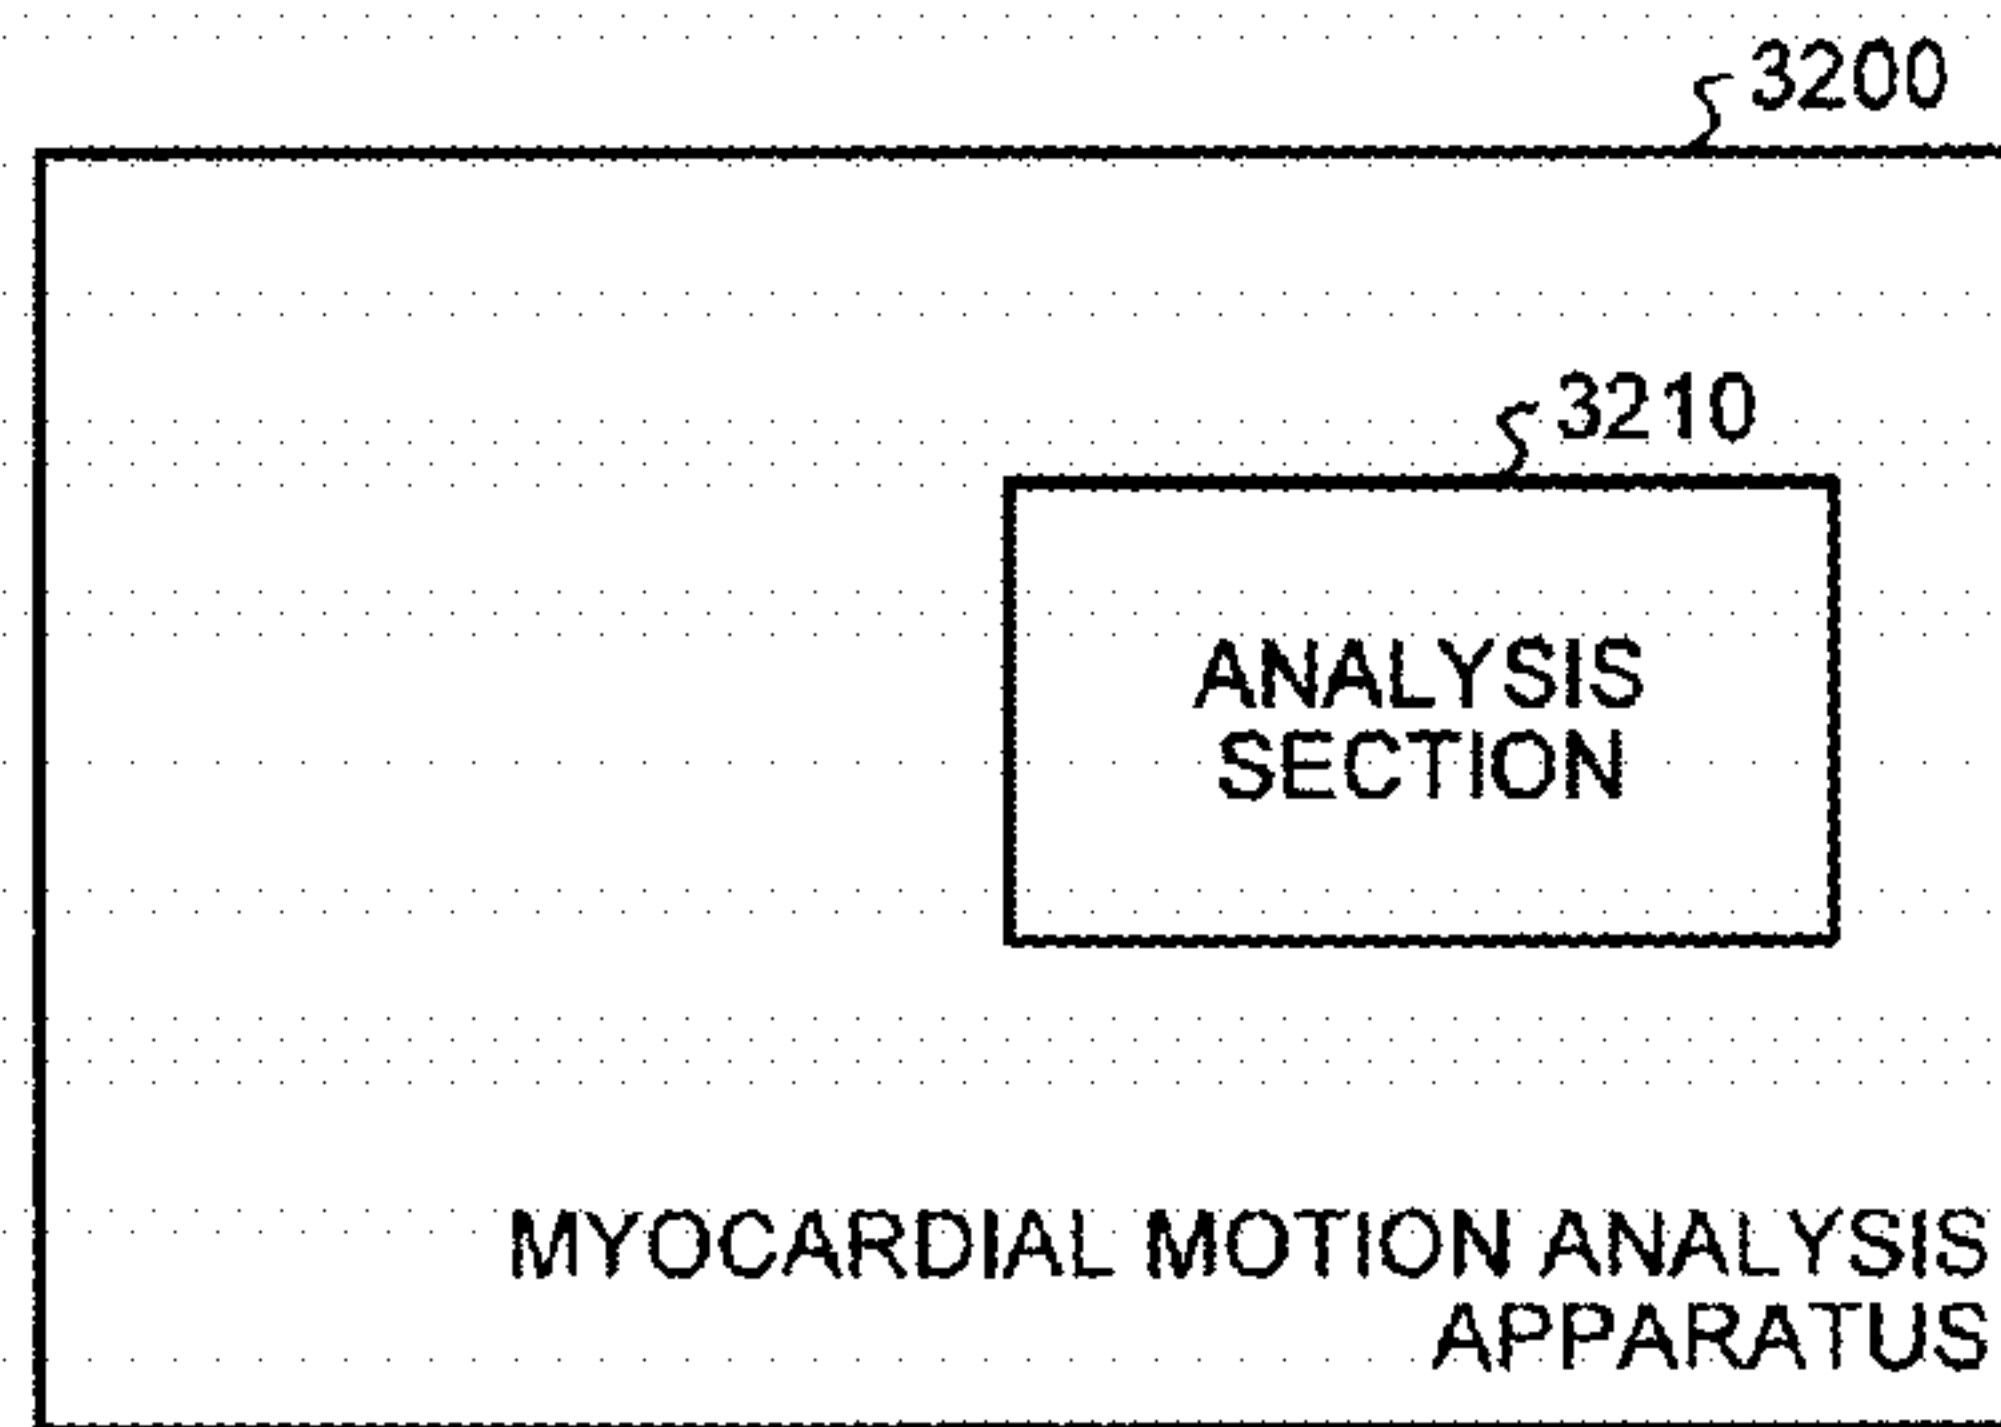 3200
3210
ANALYSIS
SECTION
MYOCARDIAL MOTION ANALYSIS
APPARATUS